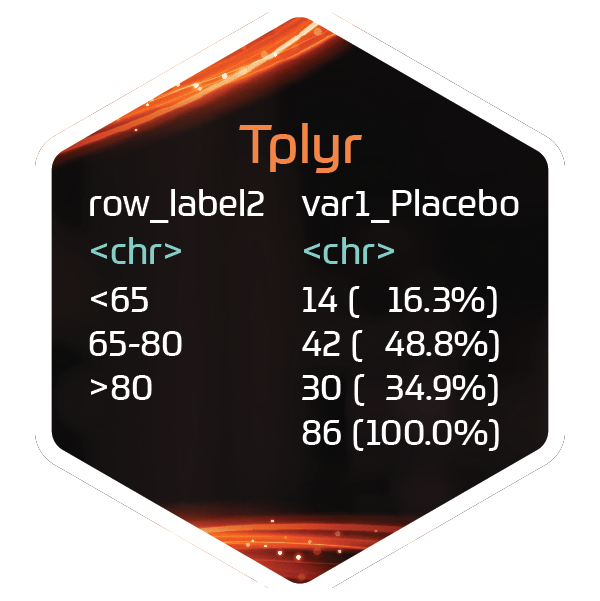 Tplyr
row_label2 var1_Placebo
<chr> <chr>
<65 14 (  16.3%)
65-80 42 (  48.8%)
>80 30 (  34.9%)
86 (100.0%)